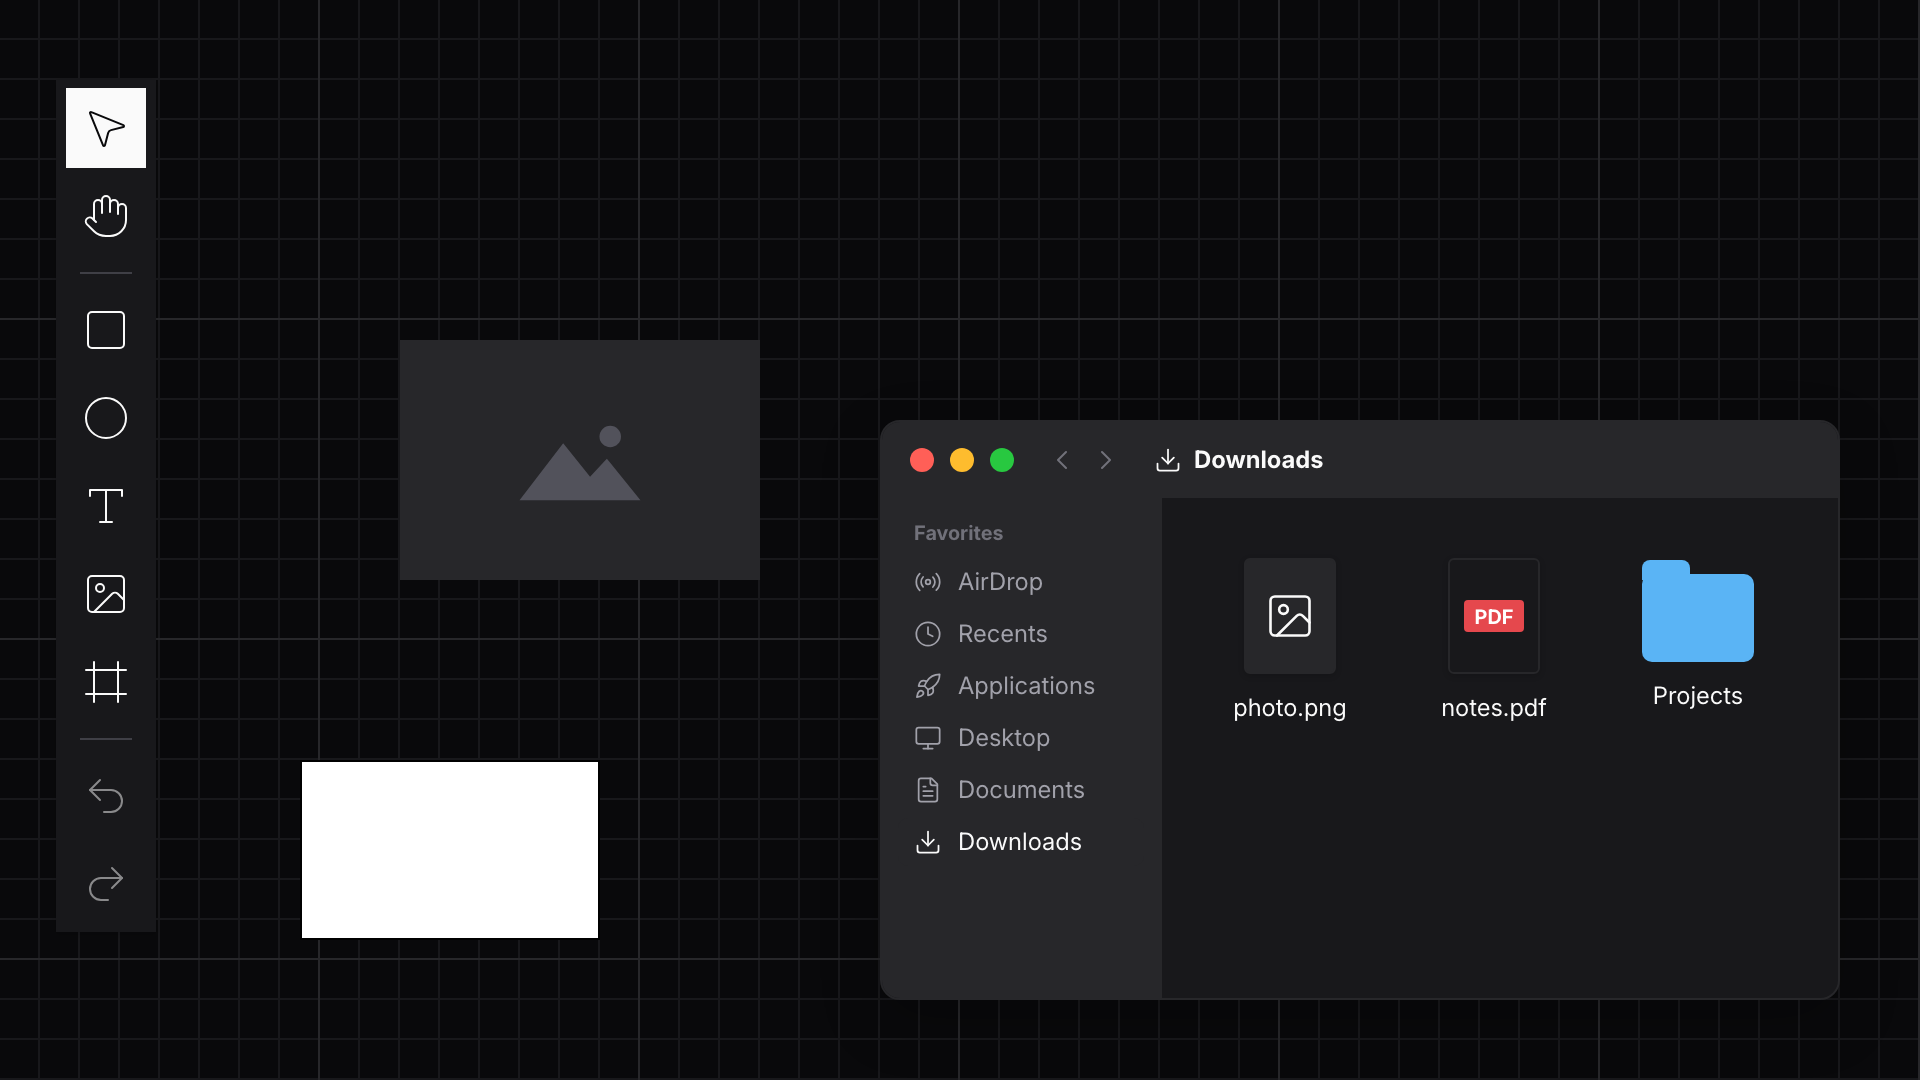 Downloads
Favorites
AirDrop
Recents
Applications
Desktop
Documents
Downloads
PDF
photo.png
notes.pdf
Projects